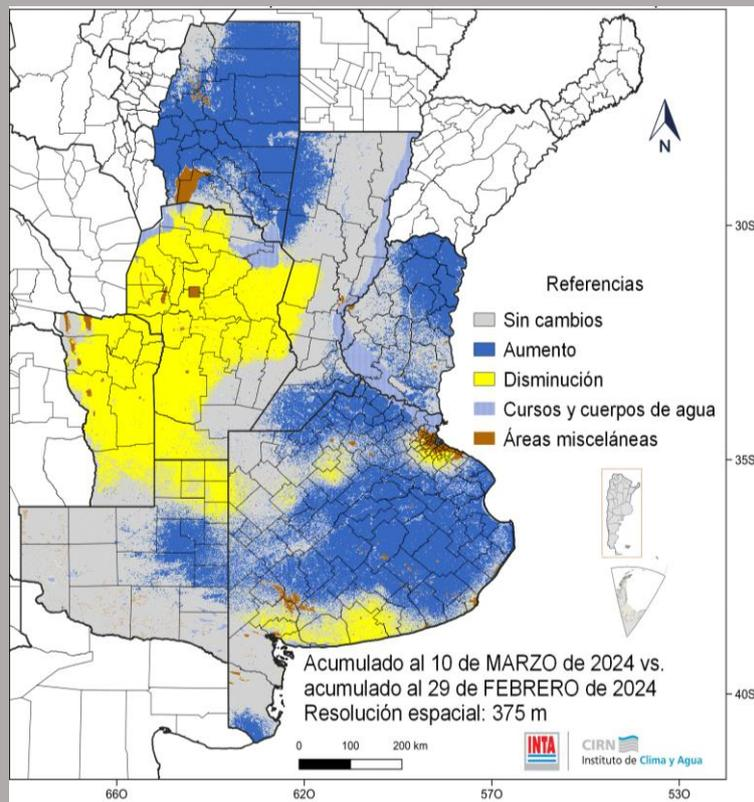 N
30S
Referencias
Sin cambios
Aumento
Disminución
Cursos y cuerpos de agua
Áreas misceláneas
35S
Acumulado al 10 de MARZO de 2024 vs.
acumulado al 29 de FEBRERO de 2024
Resolución espacial: 375 m
40S
0 100 200 km
INTA
CIRN
Instituto de Clima y Agua
66O 62O 57O 53O